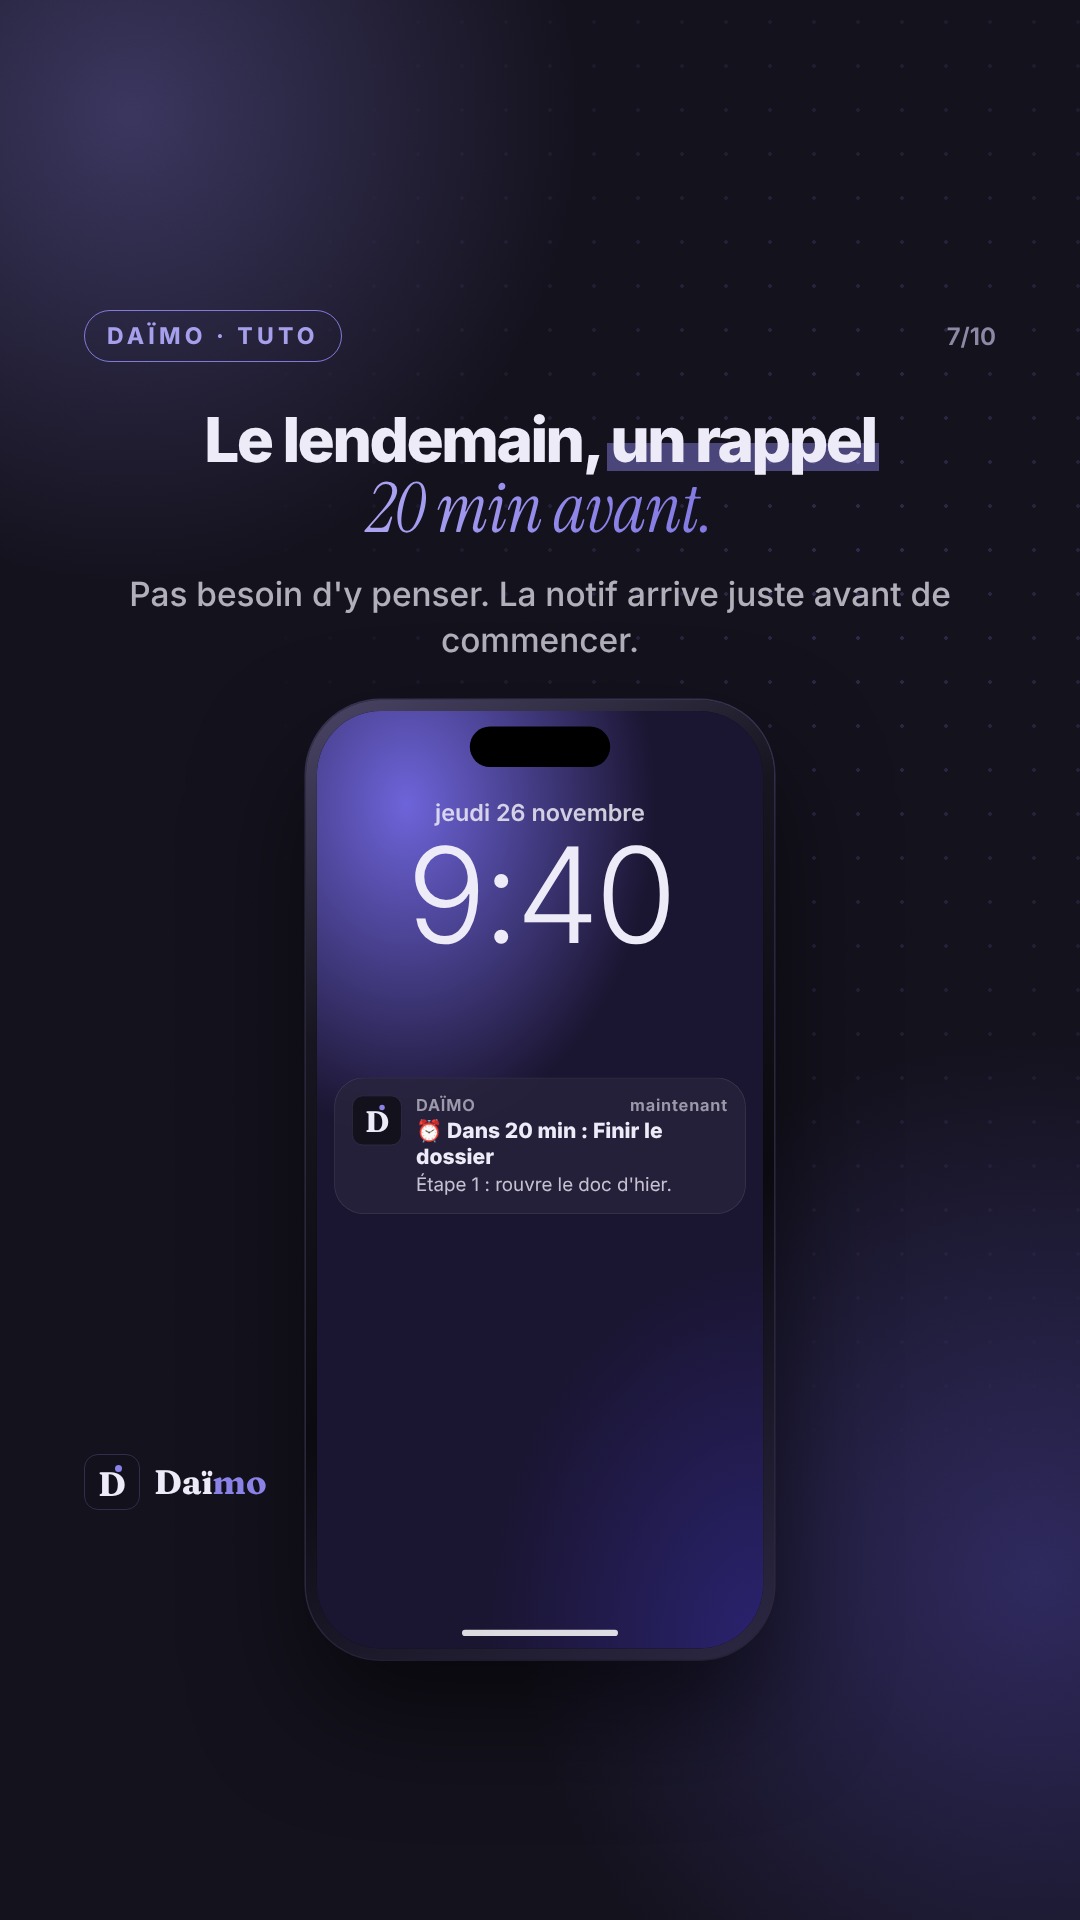 DAÏMO · TUTO
7/10
Le lendemain, un rappel
20 min avant.
Pas besoin d'y penser. La notif arrive juste avant de
commencer.
jeudi 26 novembre
9:40
D
DAÏMO
maintenant
⏰ Dans 20 min : Finir le
dossier
Étape 1 : rouvre le doc d'hier.
D
Daïmo